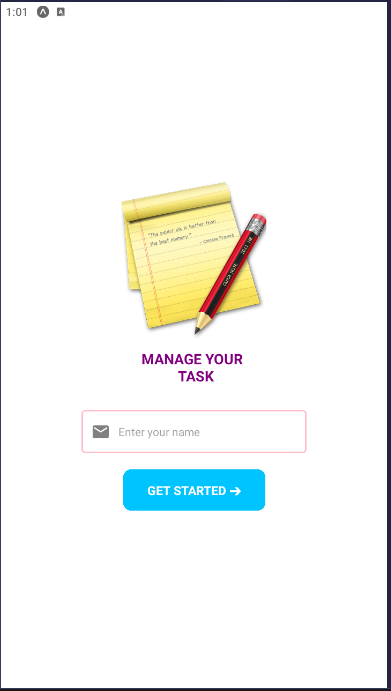 1:01
"The palest ink is better than
the best memory."
- Chinese Proverb
MANAGE YOUR
TASK
Enter your name
GET STARTED →